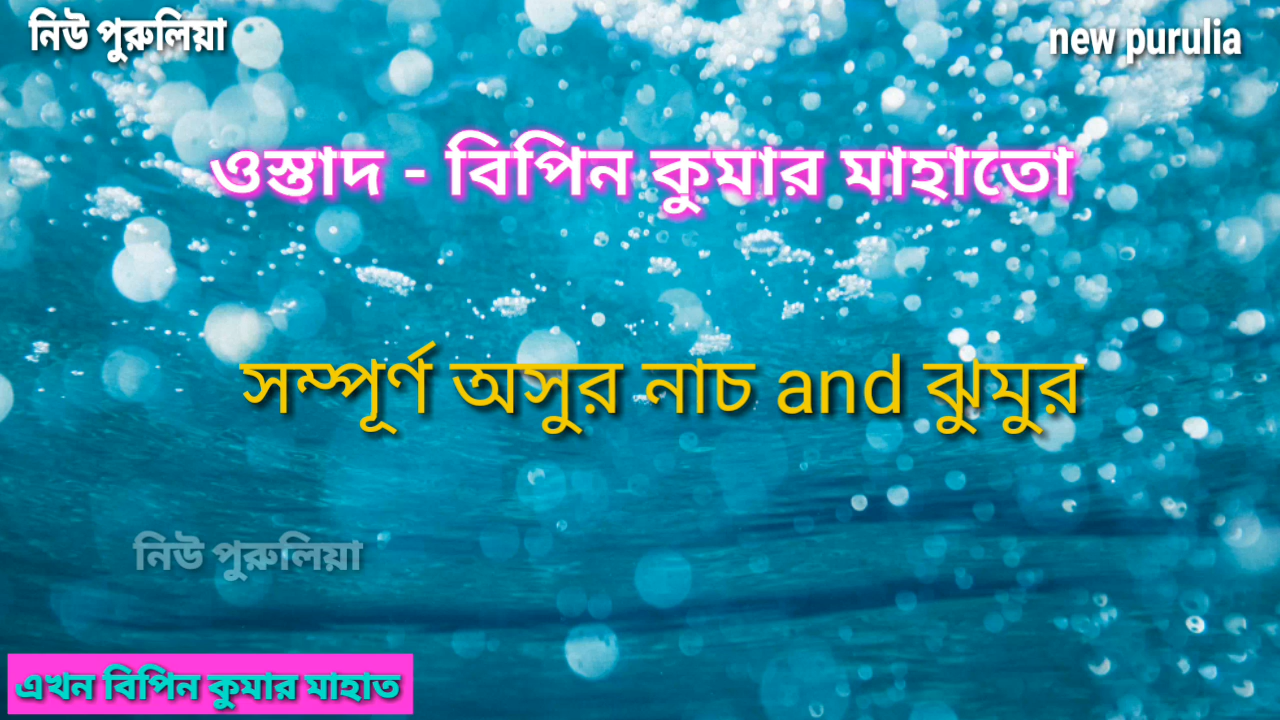 নিউ পুরুলিয়া
new purulia
ওস্তাদ - বিপিন কুমার মাহাতো
সম্পূর্ণ অসুর নাচ and ঝুমুর
নিউ পুরুলিয়া
এখন বিপিন কুমার মাহাত